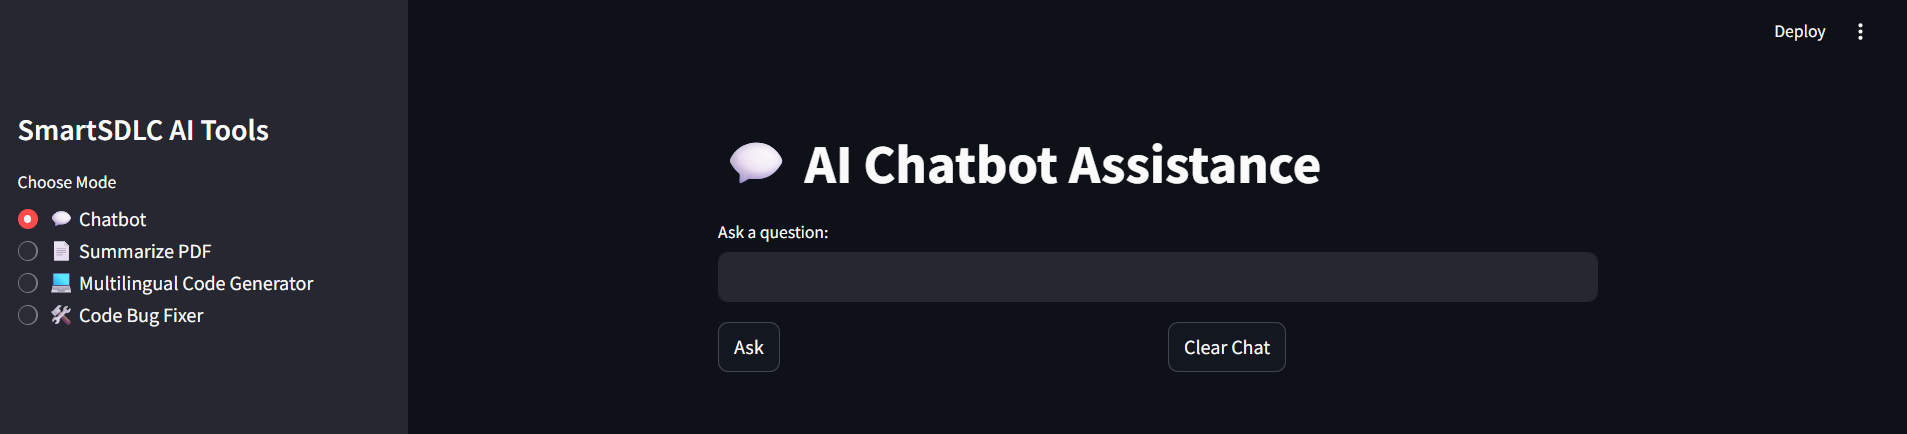 Deploy
SmartSDLC AI Tools
Choose Mode
💬 Chatbot
📄 Summarize PDF
💻 Multilingual Code Generator
🛠️ Code Bug Fixer
💬 AI Chatbot Assistance
Ask a question:
Ask
Clear Chat